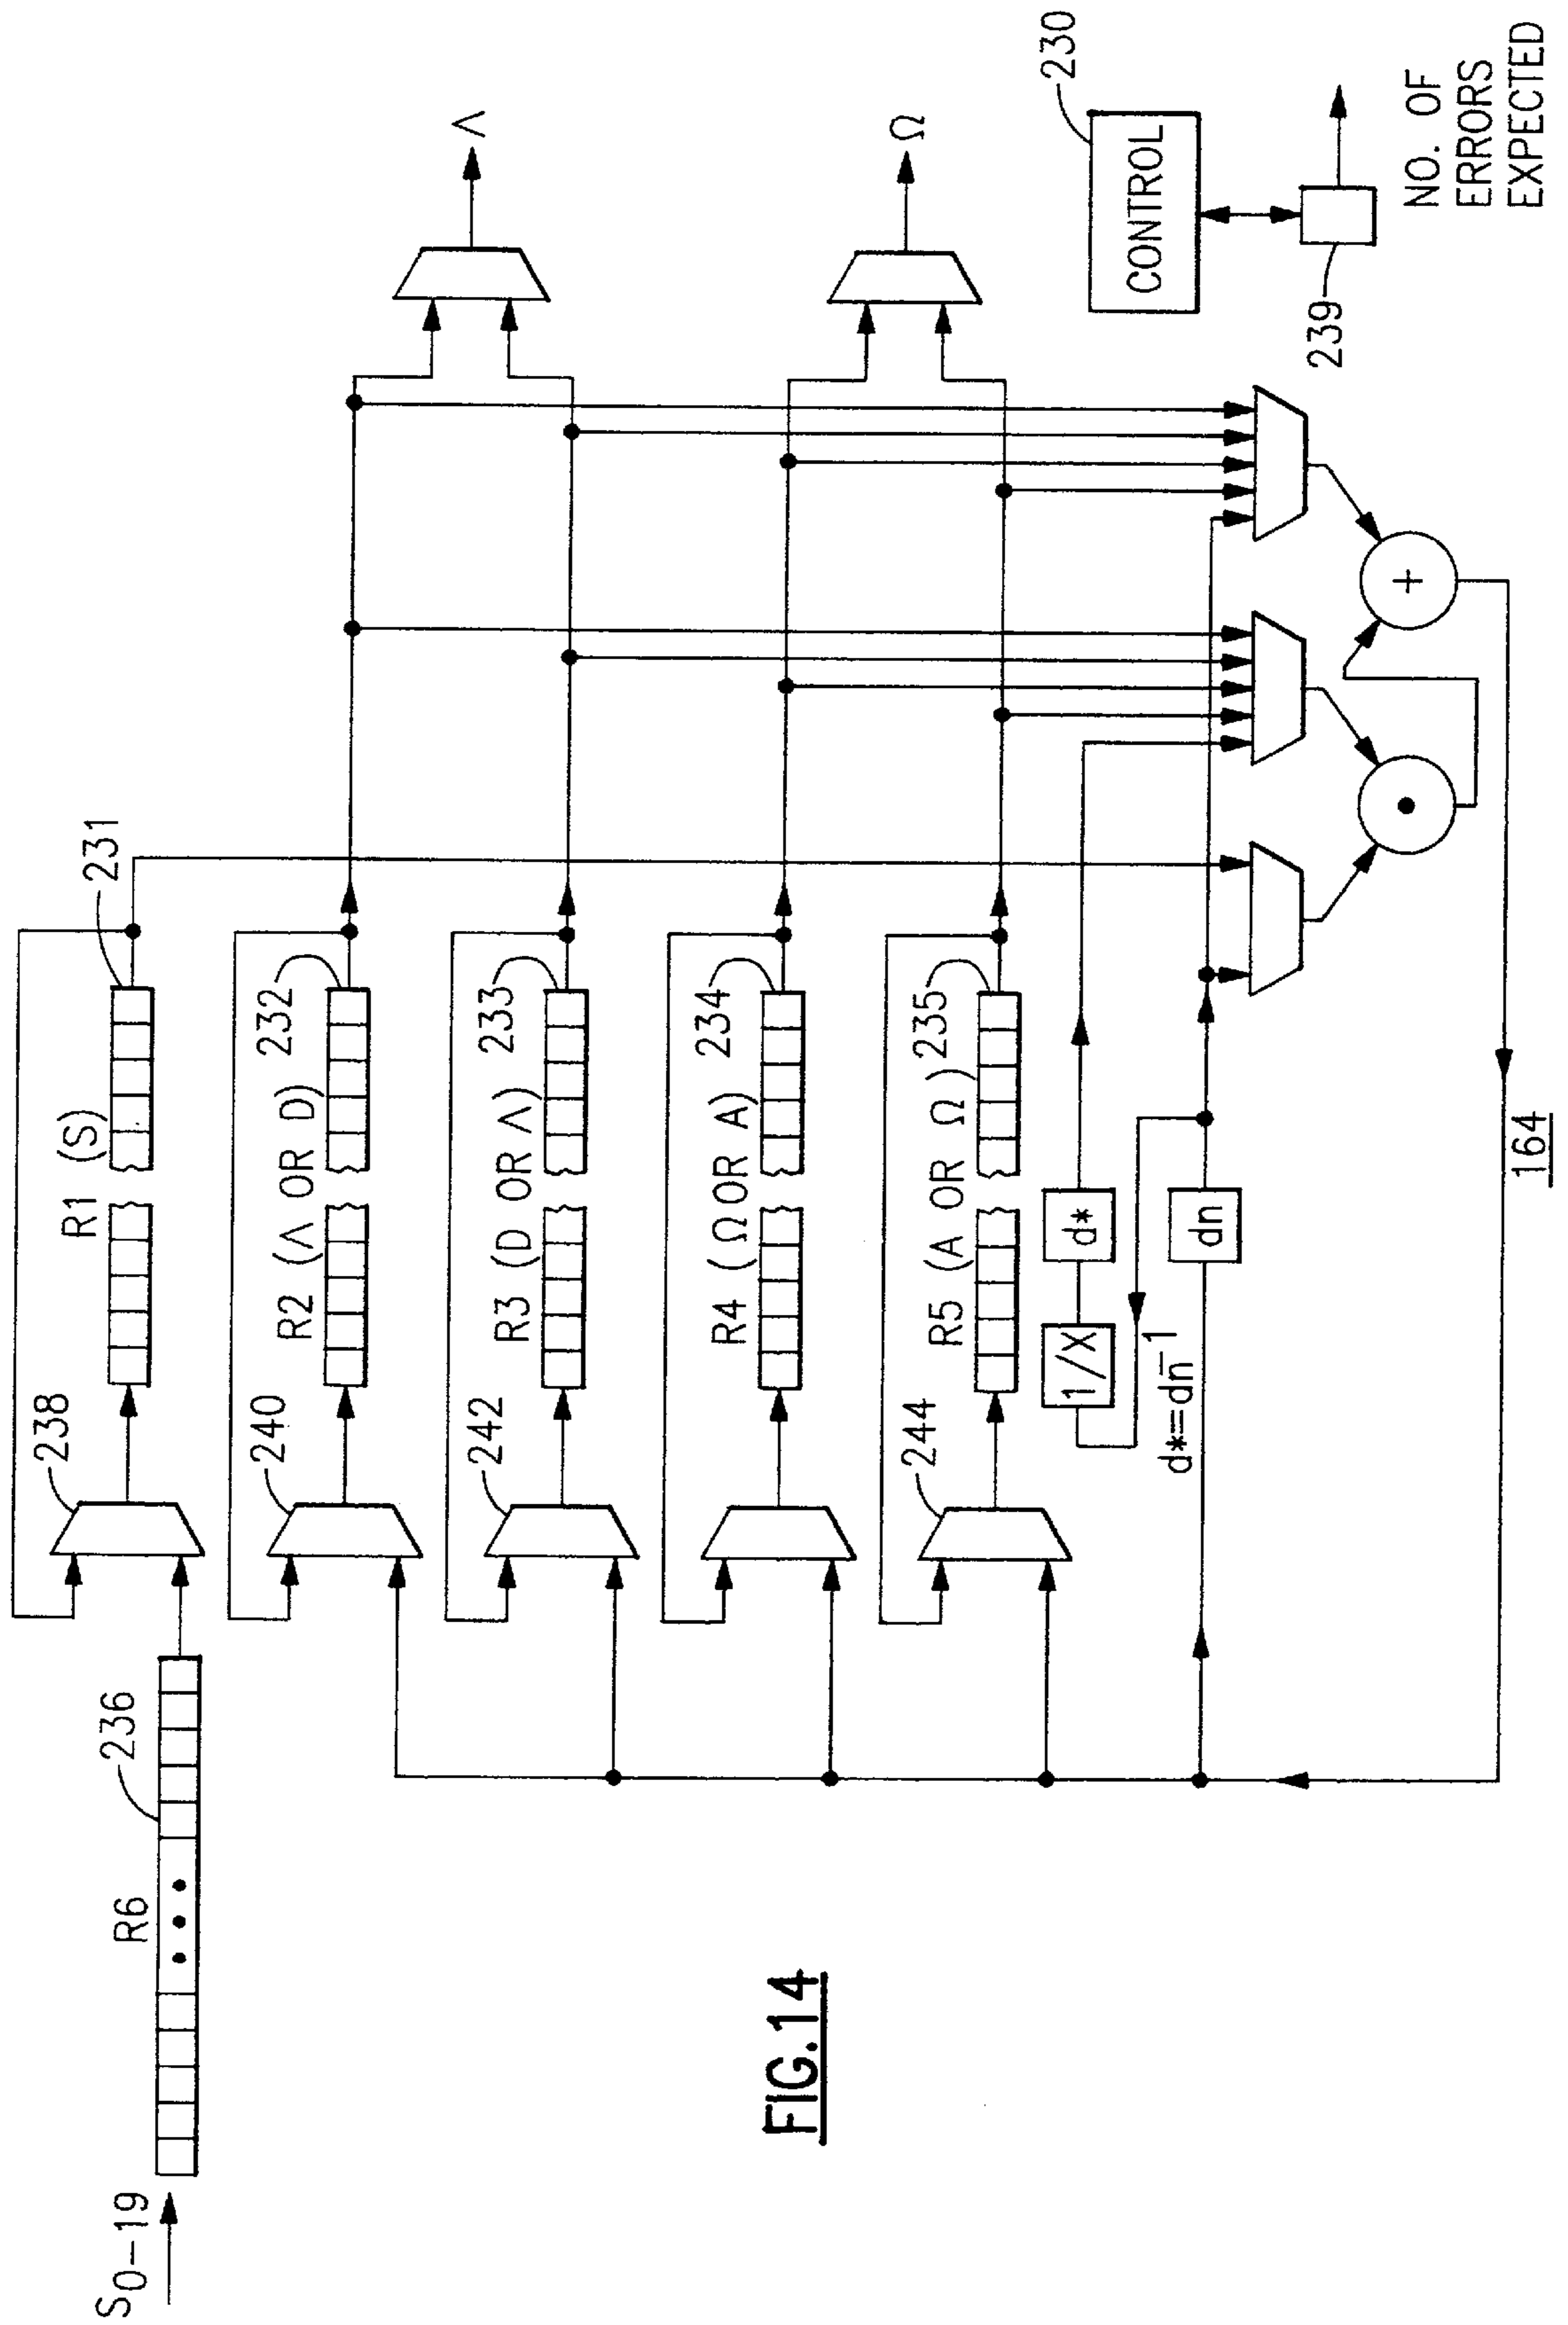 S0-19
R6
236
238
R1 (S)
231
240
R2 (Λ OR D)
232
242
R3 (D OR Λ)
233
R4 (Ω OR A)
234
244
R5 (A OR Ω)
235
1/X
d*
d*=dn⁻¹
dn
•
+
Λ
Ω
CONTROL
230
239
NO. OF
ERRORS
EXPECTED
164
FIG.14